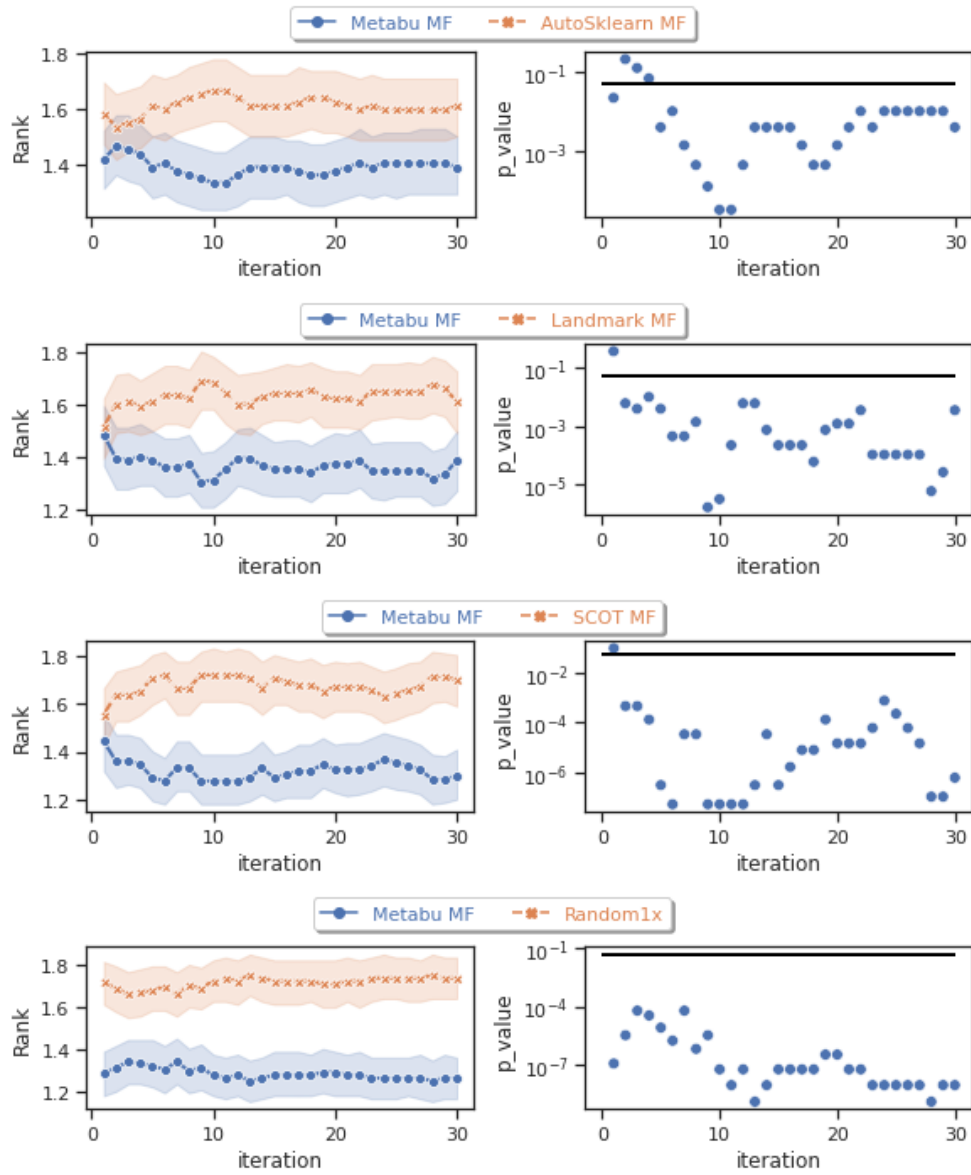 Metabu MF AutoSklearn MF
1.8
1.6
1.4
Rank
0 10 20 30
iteration
10⁻¹
10⁻³
p_value
0 10 20 30
iteration
Metabu MF Landmark MF
1.8
1.6
1.4
1.2
Rank
0 10 20 30
iteration
10⁻¹
10⁻³
10⁻⁵
p_value
0 10 20 30
iteration
Metabu MF SCOT MF
1.8
1.6
1.4
1.2
Rank
0 10 20 30
iteration
10⁻²
10⁻⁴
10⁻⁶
p_value
0 10 20 30
iteration
Metabu MF Random1x
1.8
1.6
1.4
1.2
Rank
0 10 20 30
iteration
10⁻¹
10⁻⁴
10⁻⁷
p_value
0 10 20 30
iteration